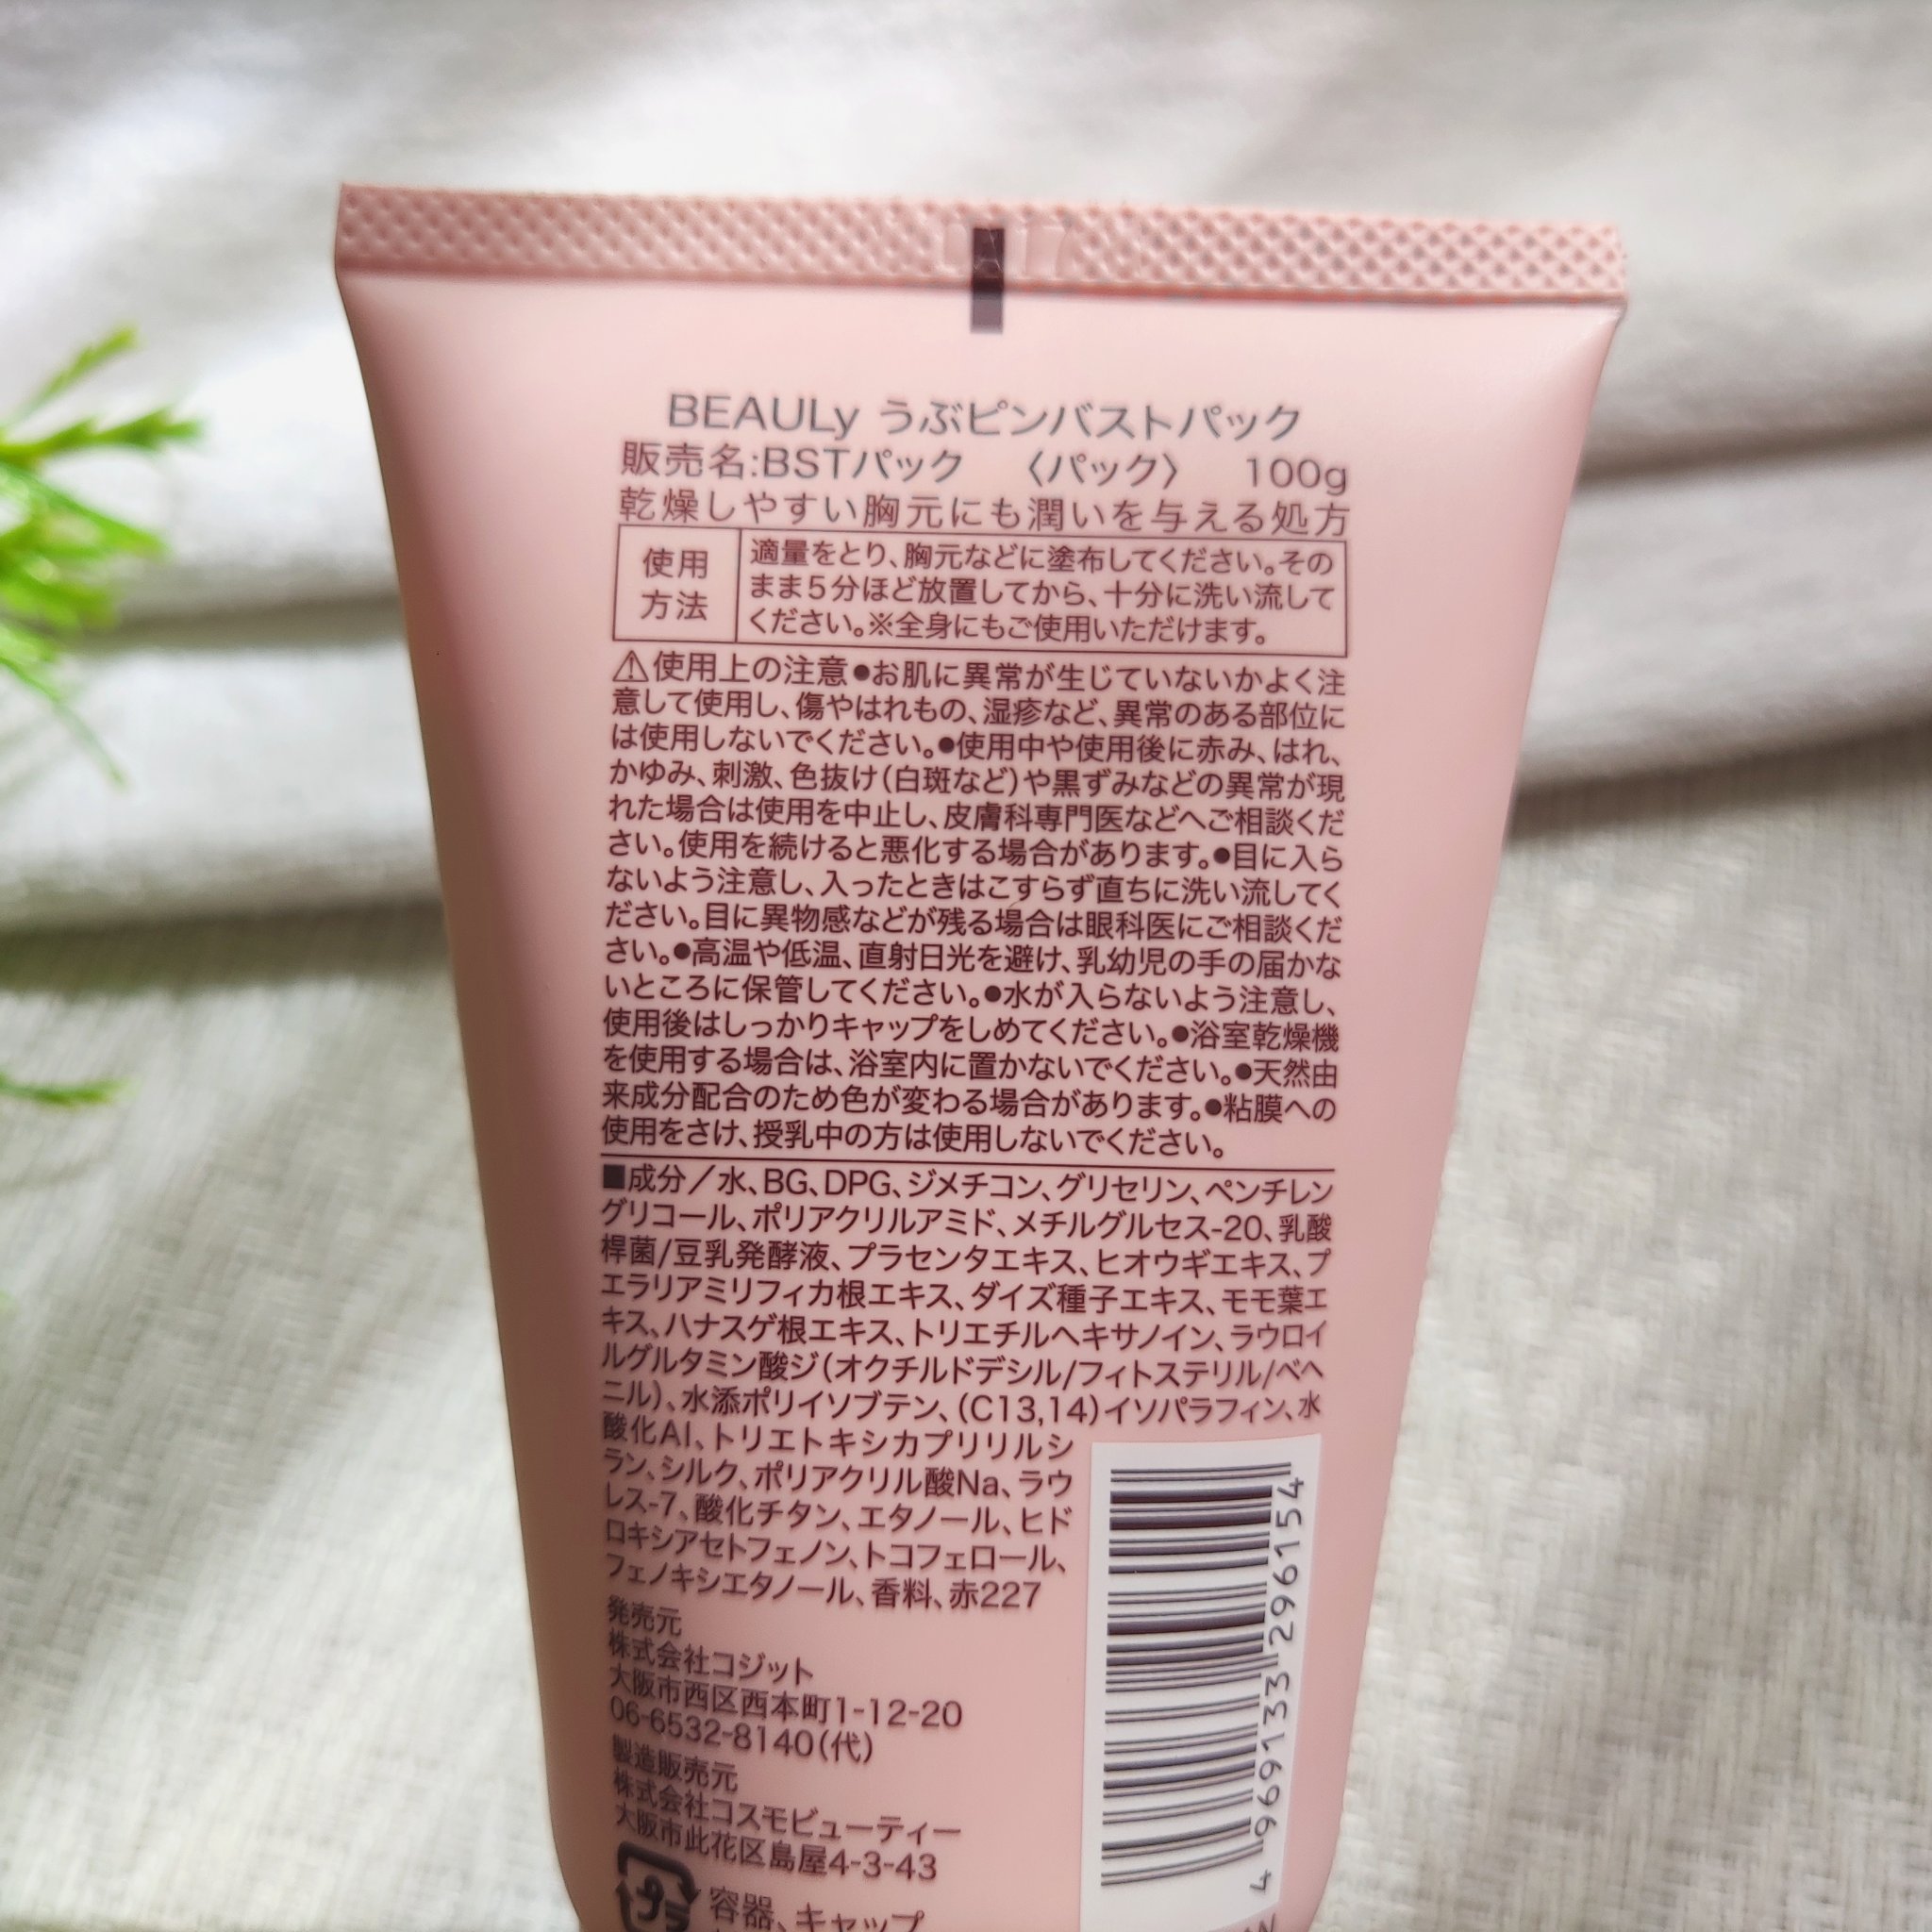 BEAULy うぶピンバストパック
販売名:BSTパック 〈パック〉 100g
乾燥しやすい胸元にも潤いを与える処方
使用
方法
適量をとり、胸元などに塗布してください。その
まま5分ほど放置してから、十分に洗い流して
ください。※全身にもご使用いただけます。
⚠使用上の注意●お肌に異常が生じていないかよく注
意して使用し、傷やはれもの、湿疹など、異常のある部位に
は使用しないでください。●使用中や使用後に赤み、はれ、
かゆみ、刺激、色抜け(白斑など)や黒ずみなどの異常が現
れた場合は使用を中止し、皮膚科専門医などへご相談くだ
さい。使用を続けると悪化する場合があります。●目に入ら
ないよう注意し、入ったときはこすらず直ちに洗い流してく
ださい。目に異物感などが残る場合は眼科医にご相談くだ
さい。●高温や低温、直射日光を避け、乳幼児の手の届かな
いところに保管してください。●水が入らないよう注意し、
使用後はしっかりキャップをしめてください。●浴室乾燥機
を使用する場合は、浴室内に置かないでください。●天然由
来成分配合のため色が変わる場合があります。●粘膜への
使用をさけ、授乳中の方は使用しないでください。
■成分／水、BG、DPG、ジメチコン、グリセリン、ペンチレン
グリコール、ポリアクリルアミド、メチルグルセス-20、乳酸
桿菌/豆乳発酵液、プラセンタエキス、ヒオウギエキス、プ
エラリアミリフィカ根エキス、ダイズ種子エキス、モモ葉エ
キス、ハナスゲ根エキス、トリエチルヘキサノイン、ラウロイ
ルグルタミン酸ジ(オクチルドデシル/フィトステリル/ベヘ
ニル)、水添ポリイソブテン、(C13,14)イソパラフィン、水
酸化Al、トリエトキシカプリリルシ
ラン、シルク、ポリアクリル酸Na、ラウ
レス-7、酸化チタン、エタノール、ヒド
ロキシアセトフェノン、トコフェロール、
フェノキシエタノール、香料、赤227
発売元
株式会社コジット
大阪市西区西本町1-12-20
06-6532-8140(代)
製造販売元
株式会社コスモビューティー
大阪市此花区島屋4-3-43
プラ
容器、キャップ
4 969133 296154